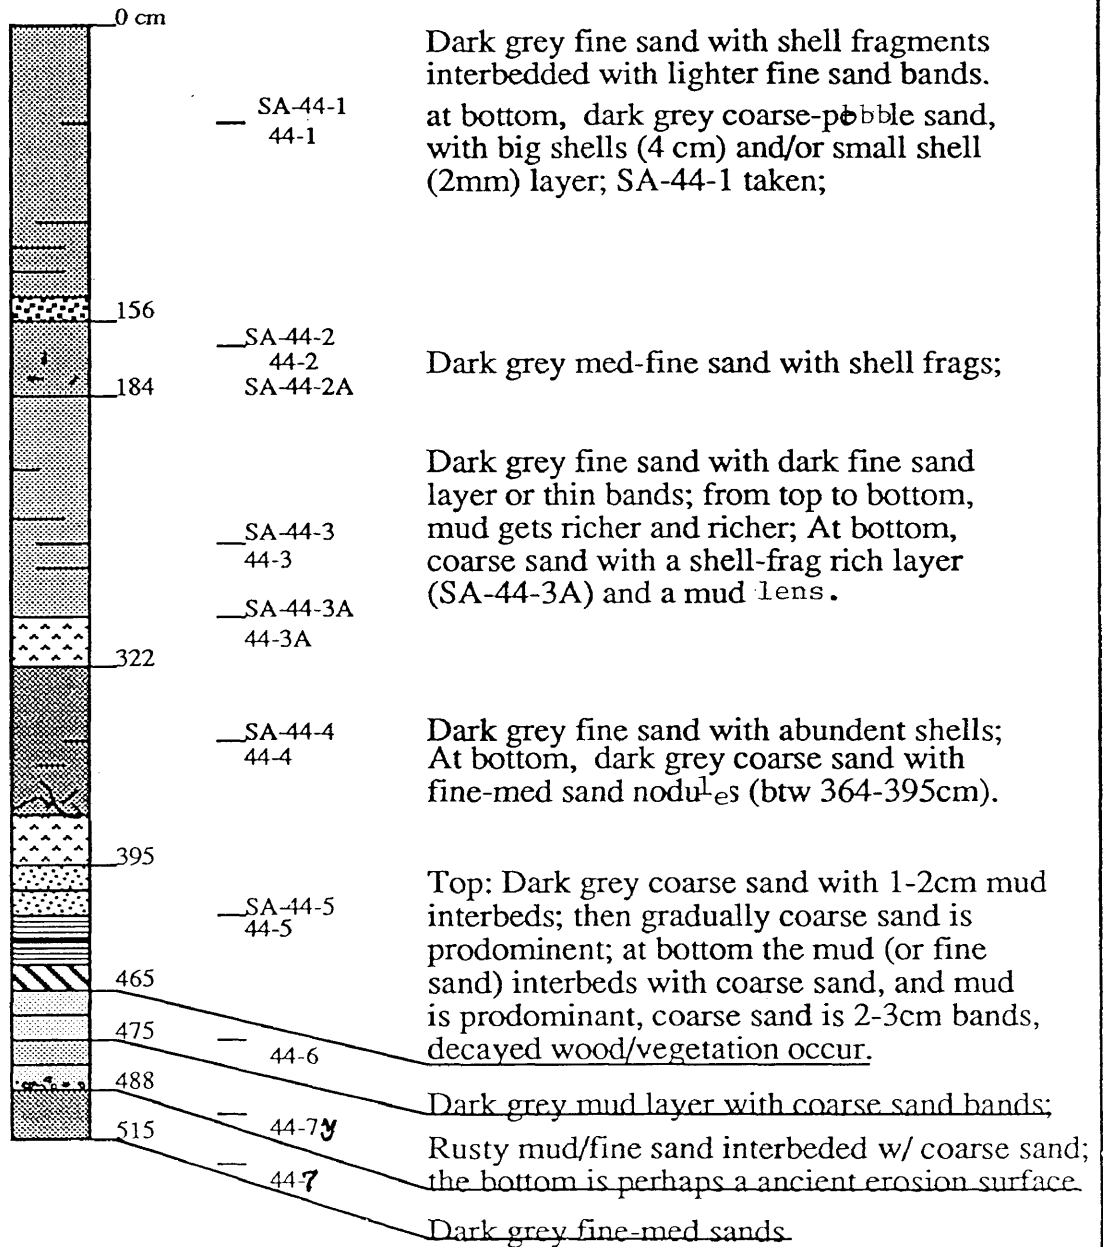 0 cm
Dark grey fine sand with shell fragments
interbedded with lighter fine sand bands.
SA-44-1
44-1
at bottom, dark grey coarse-pebble sand,
with big shells (4 cm) and/or small shell
(2mm) layer; SA-44-1 taken;
156
SA-44-2
44-2
SA-44-2A
Dark grey med-fine sand with shell frags;
184
Dark grey fine sand with dark fine sand
layer or thin bands; from top to bottom,
mud gets richer and richer; At bottom,
coarse sand with a shell-frag rich layer
(SA-44-3A) and a mud lens.
SA-44-3
44-3
SA-44-3A
44-3A
322
SA-44-4
44-4
Dark grey fine sand with abundent shells;
At bottom, dark grey coarse sand with
fine-med sand nodules (btw 364-395cm).
395
SA-44-5
44-5
Top: Dark grey coarse sand with 1-2cm mud
interbeds; then gradually coarse sand is
prodominent; at bottom the mud (or fine
sand) interbeds with coarse sand, and mud
is prodominant, coarse sand is 2-3cm bands,
decayed wood/vegetation occur.
465
475
44-6
488
Dark grey mud layer with coarse sand bands;
44-7y
515
Rusty mud/fine sand interbeded w/ coarse sand;
the bottom is perhaps a ancient erosion surface
44-7
Dark grey fine-med sands